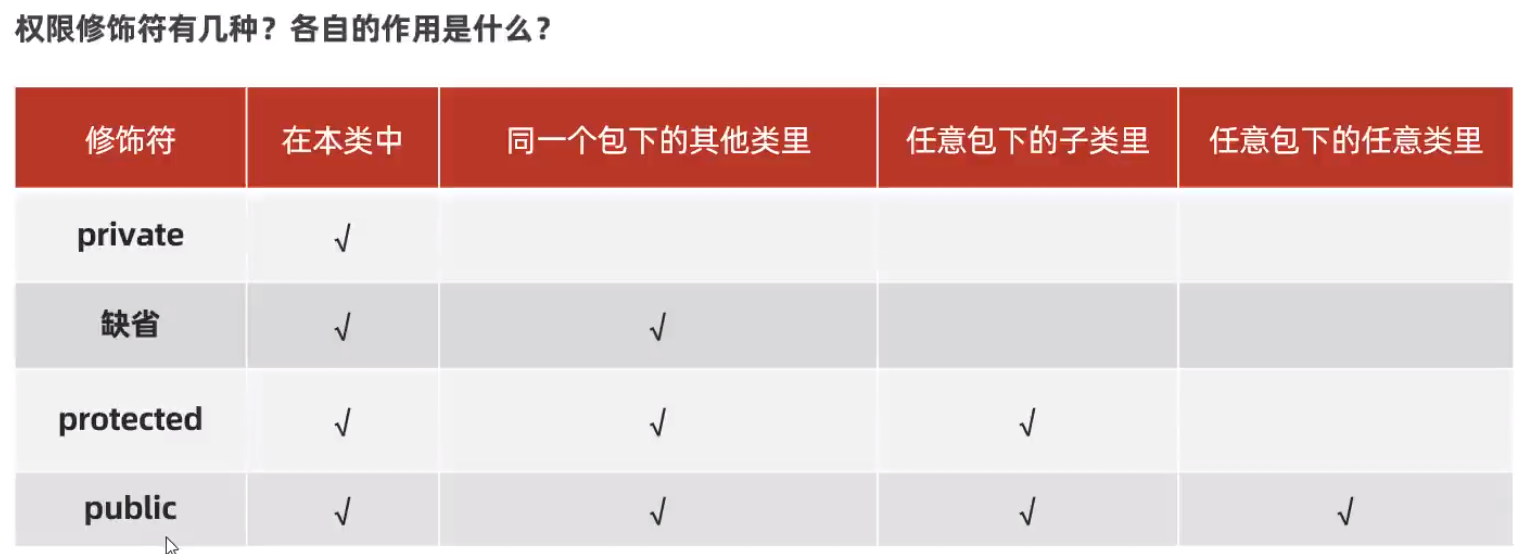 权限修饰符有几种？各自的作用是什么？
修饰符 在本类中 同一个包下的其他类里 任意包下的子类里 任意包下的任意类里
private √
缺省 √ √
protected √ √ √
public √ √ √ √